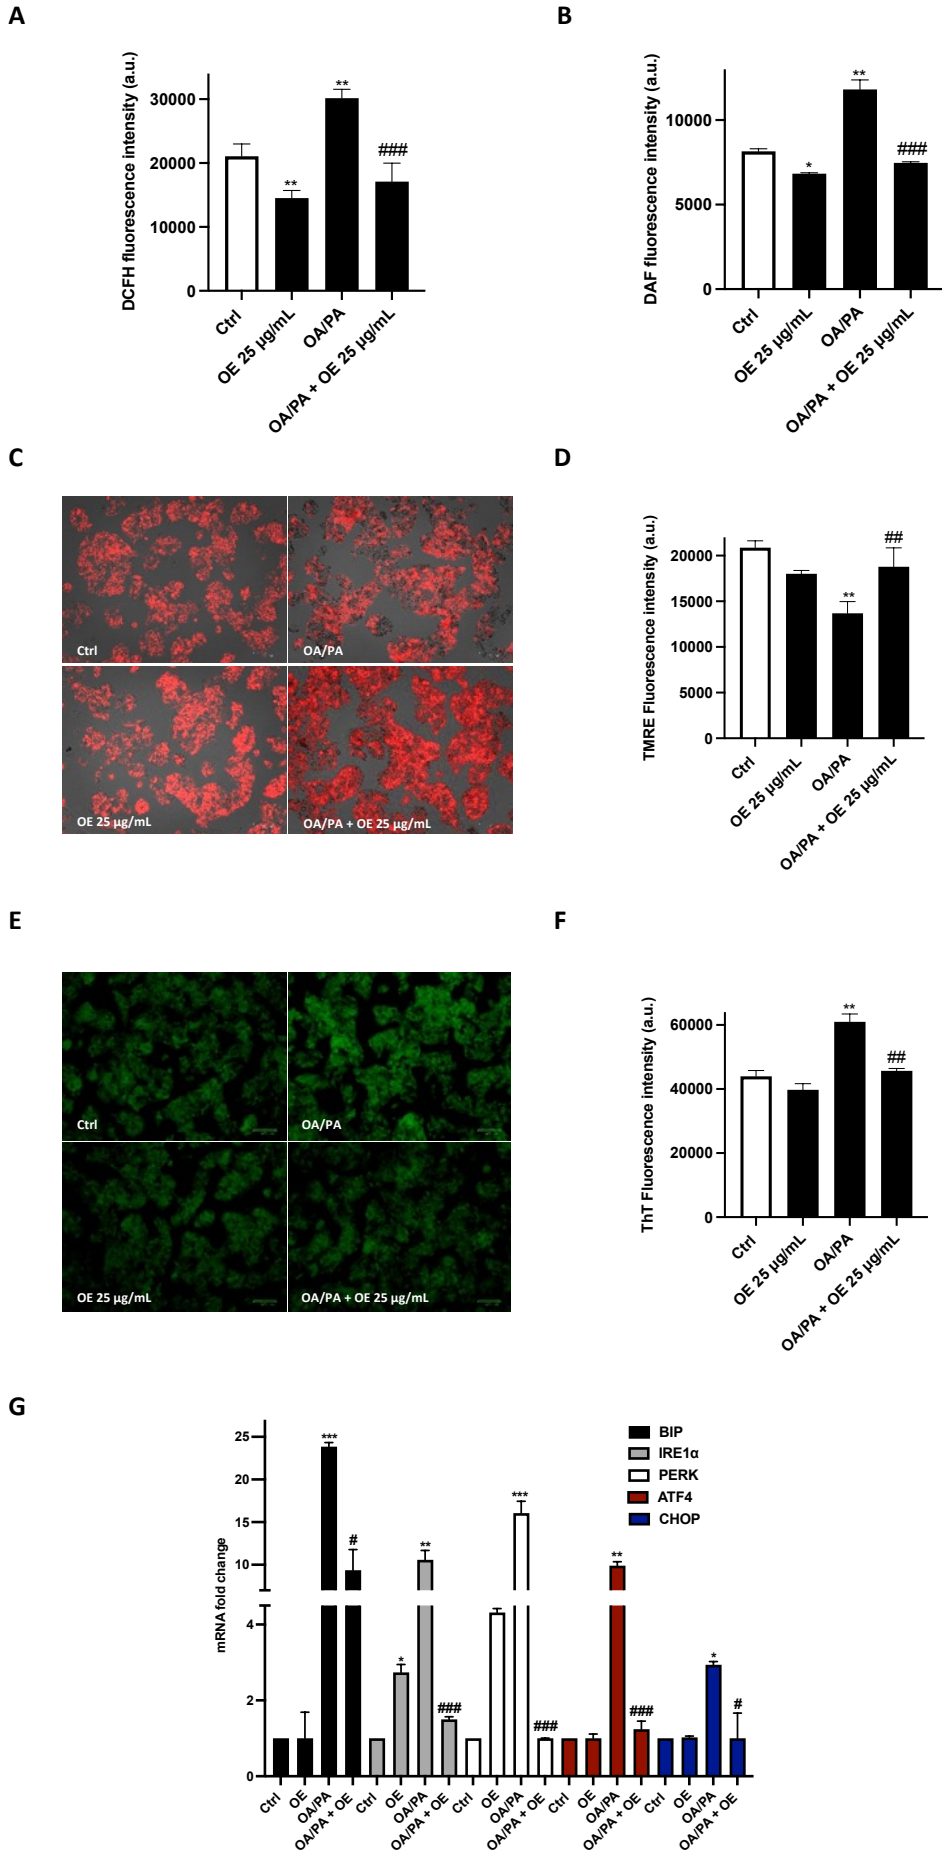 A
DCFH fluorescence intensity (a.u.)
30000
20000
10000
0
**
**
###
Ctrl
OE 25 µg/mL
OA/PA
OA/PA + OE 25 µg/mL
B
DAF fluorescence intensity (a.u.)
10000
5000
0
*
**
###
Ctrl
OE 25 µg/mL
OA/PA
OA/PA + OE 25 µg/mL
C
Ctrl
OA/PA
OE 25 µg/mL
OA/PA + OE 25 µg/mL
D
TMRE Fluorescence intensity (a.u.)
20000
15000
10000
5000
0
**
##
Ctrl
OE 25 µg/mL
OA/PA
OA/PA + OE 25 µg/mL
E
Ctrl
OA/PA
OE 25 µg/mL
OA/PA + OE 25 µg/mL
F
ThT Fluorescence intensity (a.u.)
60000
40000
20000
0
**
##
Ctrl
OE 25 µg/mL
OA/PA
OA/PA + OE 25 µg/mL
G
mRNA fold change
25
20
15
10
4
2
0
***
#
*
**
###
***
###
**
###
*
#
BIP
IRE1α
PERK
ATF4
CHOP
Ctrl
OE
OA/PA
OA/PA + OE
Ctrl
OE
OA/PA
OA/PA + OE
Ctrl
OE
OA/PA
OA/PA + OE
Ctrl
OE
OA/PA
OA/PA + OE
Ctrl
OE
OA/PA
OA/PA + OE